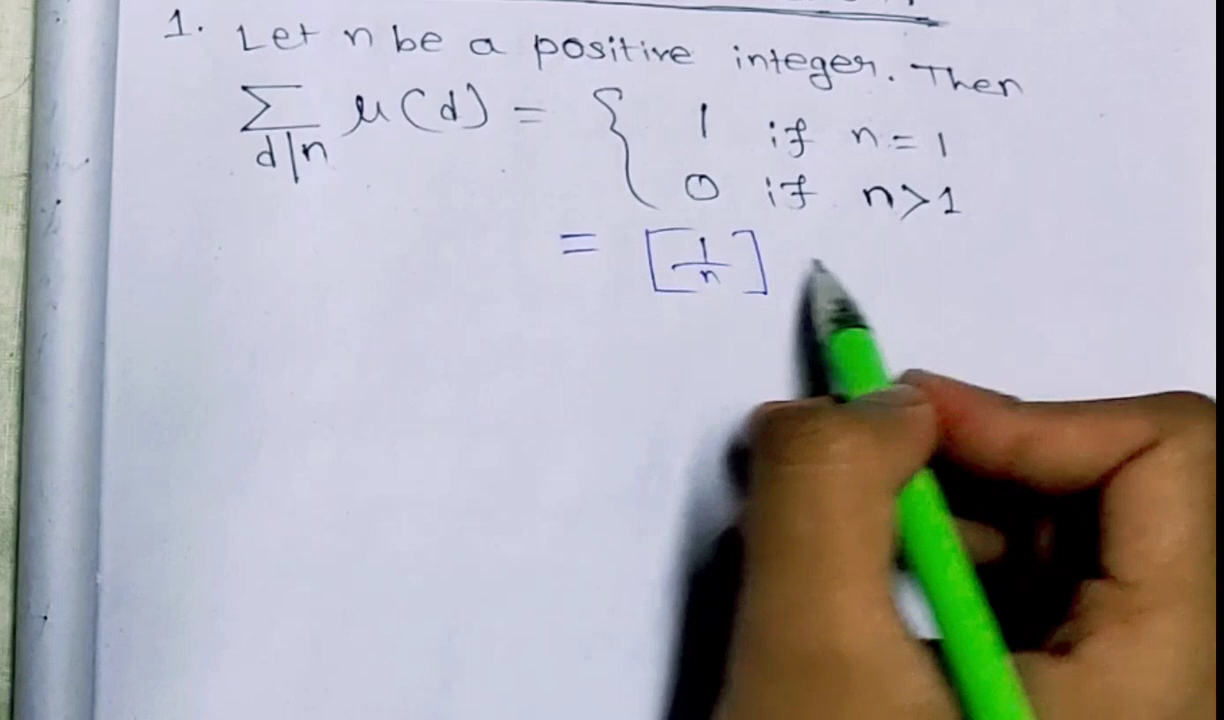 1. Let n be a positive integer. Then
∑ μ(d) = { 1 if n = 1
d|n
0 if n>1
= [1/n]